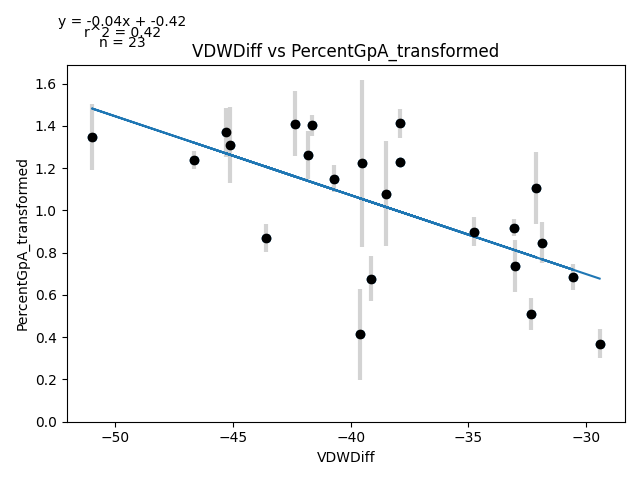 y = -0.04x + -0.42
r^2 = 0.42
n = 23
VDWDiff vs PercentGpA_transformed
PercentGpA_transformed
1.6
1.4
1.2
1.0
0.8
0.6
0.4
0.2
0.0
−50
−45
−40
−35
−30
VDWDiff